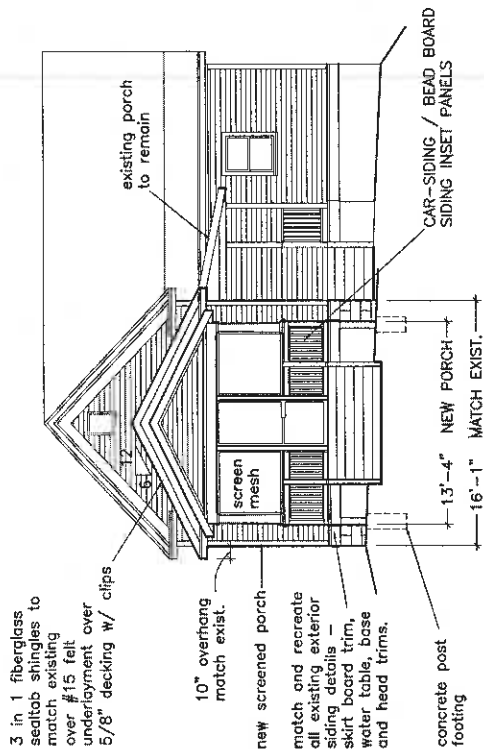 3 in 1 fiberglass
sealtab shingles to
match existing
over #15 felt
underlayment over
5/8" decking w/ clips
12
6
existing porch
to remain
10" overhang
match exist.
screen
mesh
new screened porch
match and recreate
all existing exterior
siding details –
skirt board trim,
water table, base
and head trims.
concrete post
footing
CAR-SIDING / BEAD BOARD
SIDING INSET PANELS
13'-4" NEW PORCH
16'-1" MATCH EXIST.